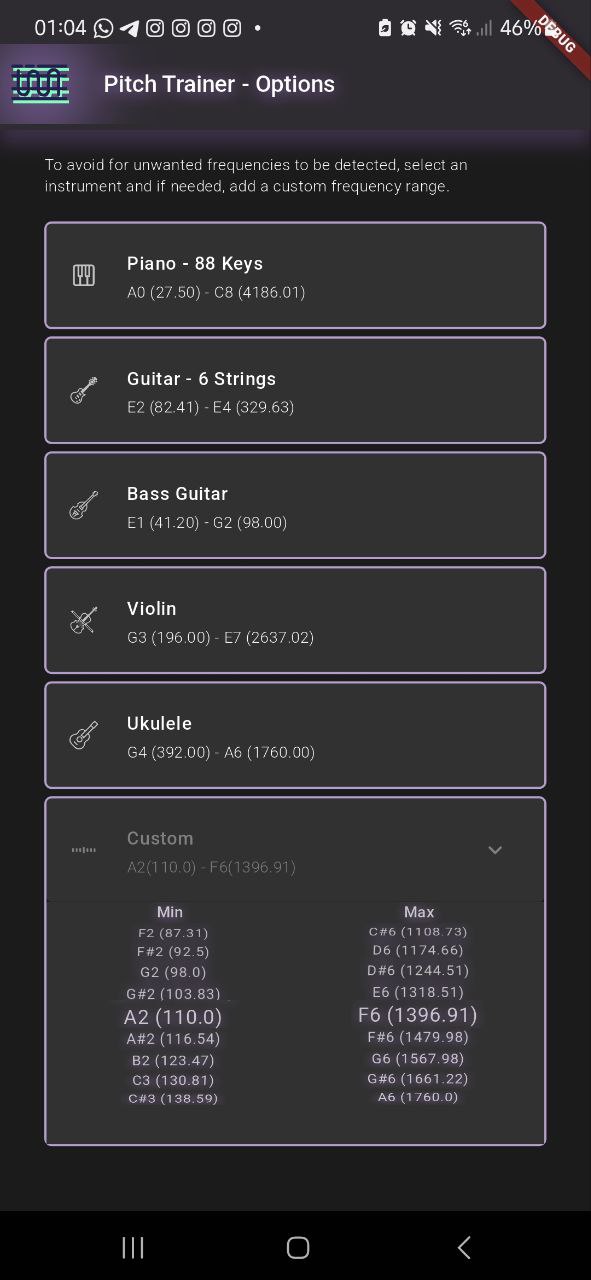 01:04
46%
DEBUG
Pitch Trainer - Options
To avoid for unwanted frequencies to be detected, select an
instrument and if needed, add a custom frequency range.
Piano - 88 Keys
A0 (27.50) - C8 (4186.01)
Guitar - 6 Strings
E2 (82.41) - E4 (329.63)
Bass Guitar
E1 (41.20) - G2 (98.00)
Violin
G3 (196.00) - E7 (2637.02)
Ukulele
G4 (392.00) - A6 (1760.00)
Custom
A2(110.0) - F6(1396.91)
Min
F2 (87.31)
F#2 (92.5)
G2 (98.0)
G#2 (103.83)
A2 (110.0)
A#2 (116.54)
B2 (123.47)
C3 (130.81)
C#3 (138.59)
Max
C#6 (1108.73)
D6 (1174.66)
D#6 (1244.51)
E6 (1318.51)
F6 (1396.91)
F#6 (1479.98)
G6 (1567.98)
G#6 (1661.22)
A6 (1760.0)